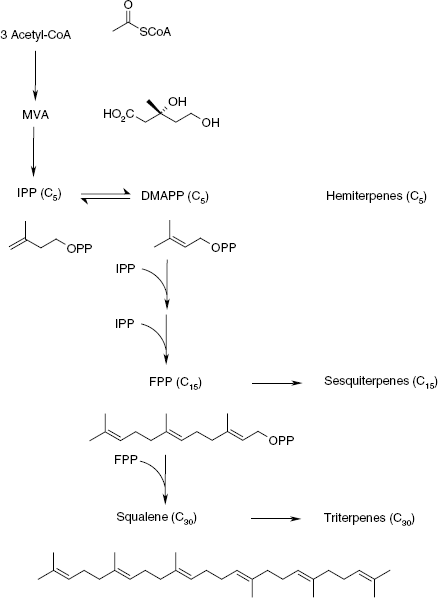 O
3 Acetyl-CoA
SCoA
MVA
HO₂C
OH
OH
IPP (C₅)
DMAPP (C₅)
Hemiterpenes (C₅)
OPP
OPP
IPP
IPP
FPP (C₁₅)
Sesquiterpenes (C₁₅)
OPP
FPP
Squalene (C₃₀)
Triterpenes (C₃₀)